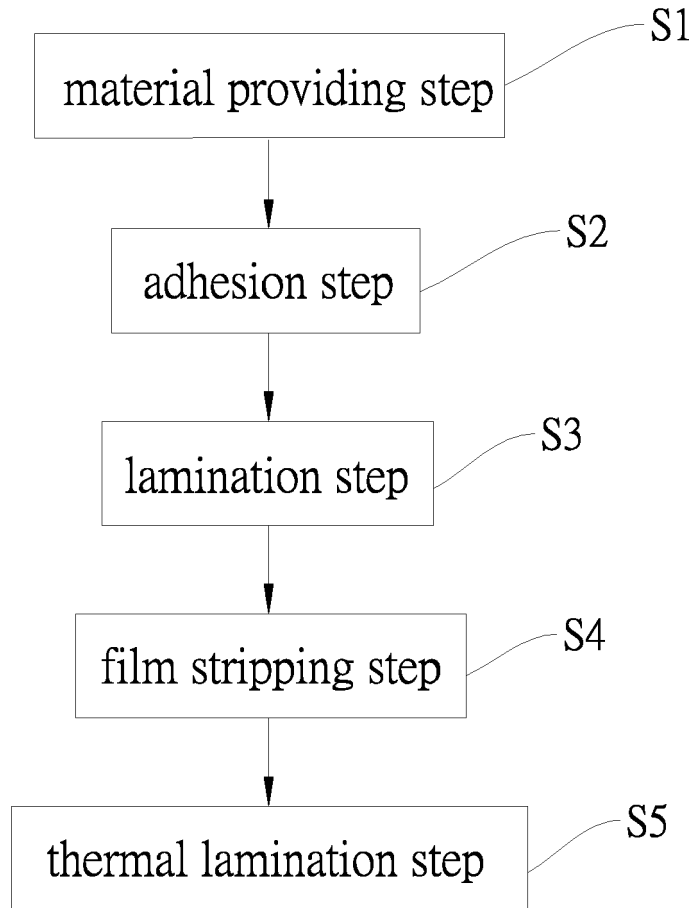 S1
material providing step
S2
adhesion step
S3
lamination step
S4
film stripping step
S5
thermal lamination step